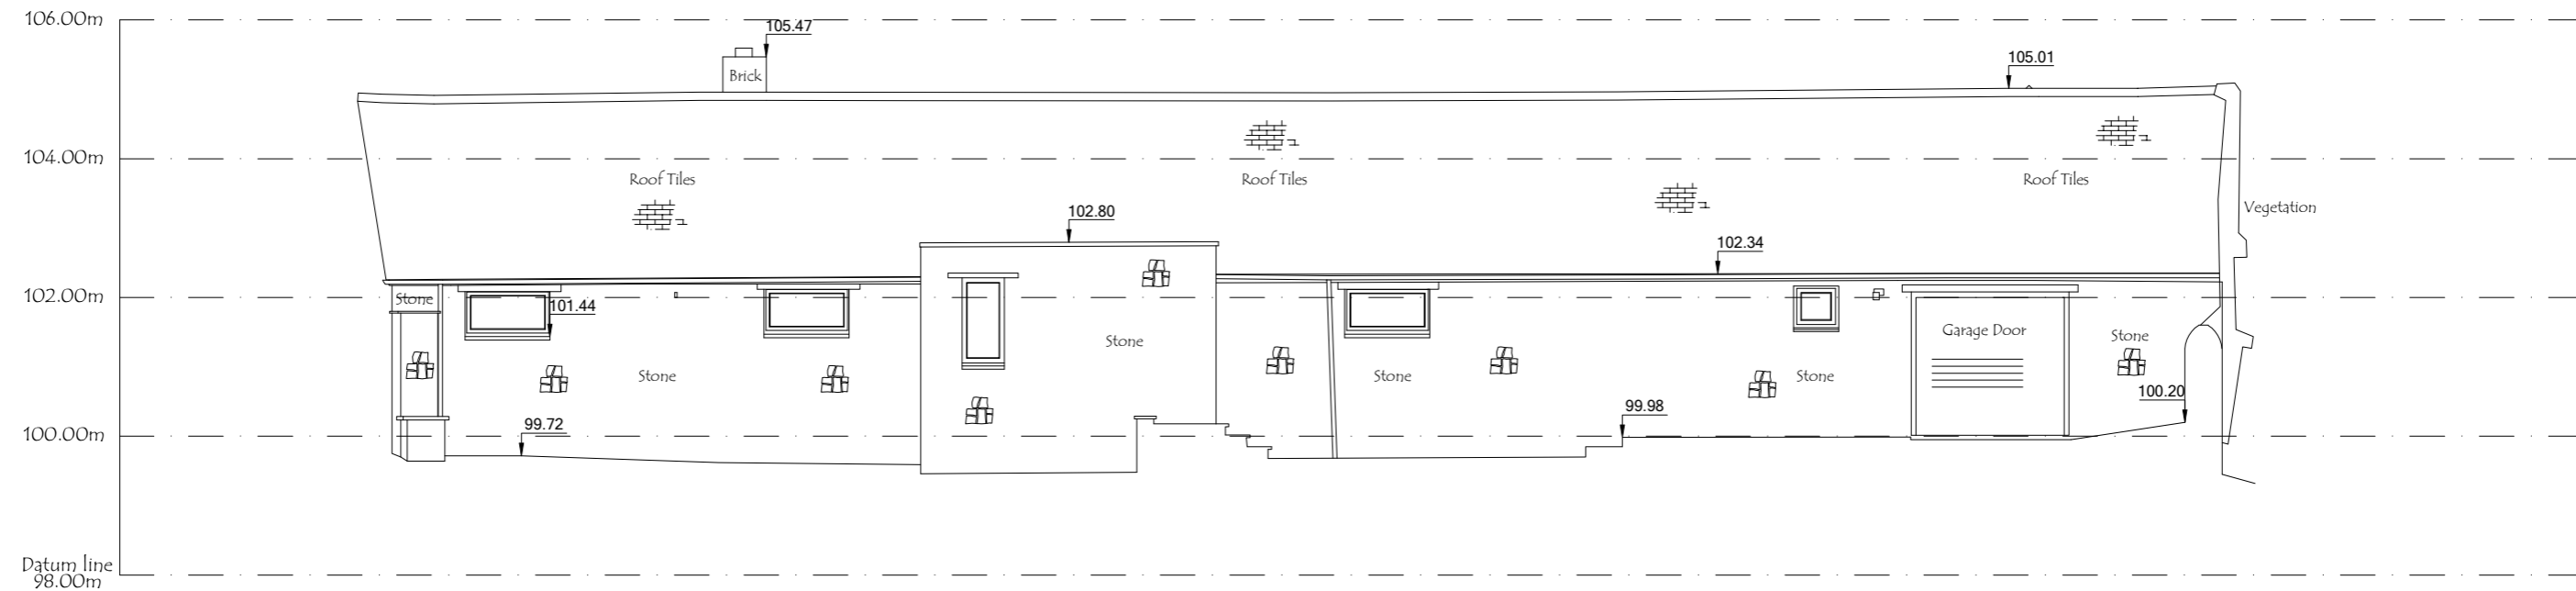 106.00m
105.47
105.01
Brick
104.00m
Roof Tiles
Roof Tiles
Roof Tiles
Vegetation
102.80
102.34
102.00m
Stone
101.44
Garage Door
Stone
Stone
Stone
Stone
Stone
100.20
99.98
99.72
100.00m
Datum line
98.00m